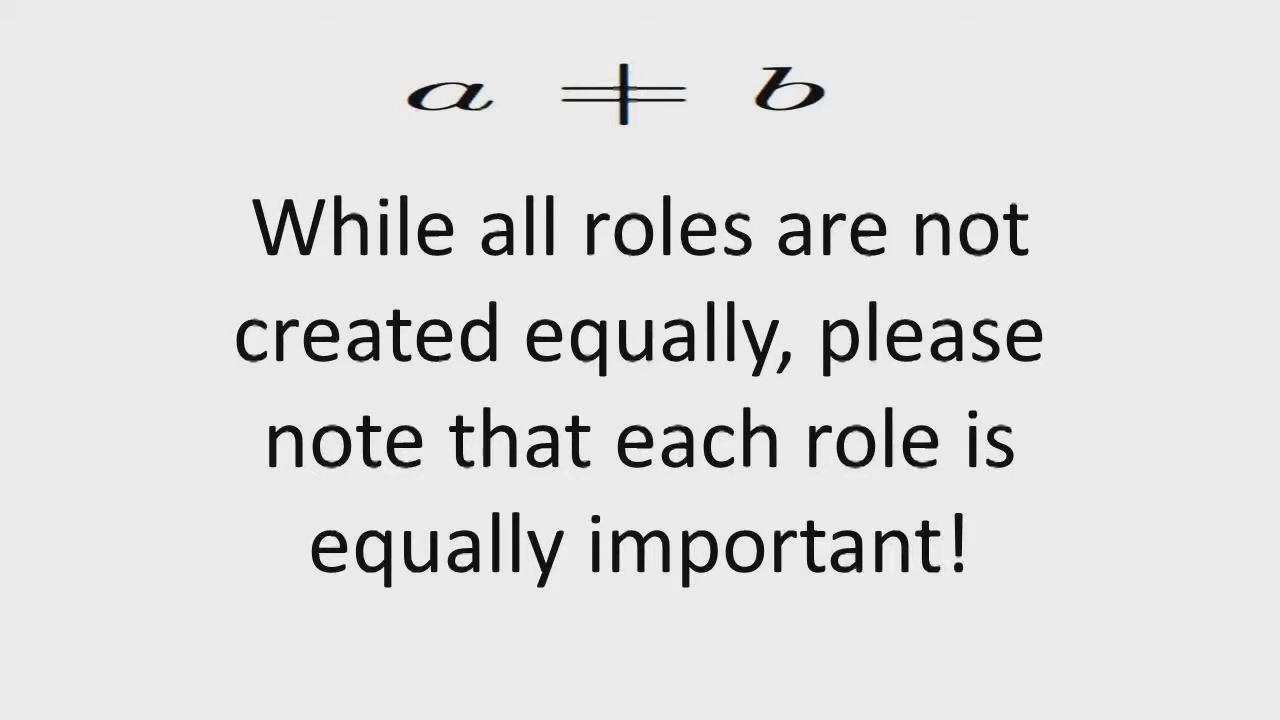 a ≠ b
While all roles are not
created equally, please
note that each role is
equally important!